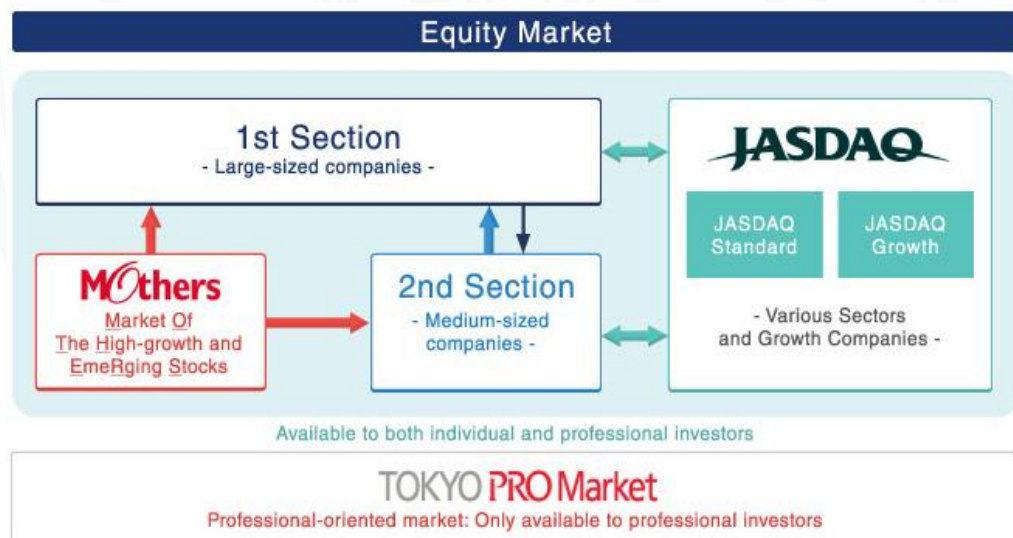 Equity Market
1st Section
- Large-sized companies -
JASDAQ
JASDAQ
Standard
JASDAQ
Growth
- Various Sectors
and Growth Companies -
MOthers
Market Of
The High-growth and
EmeRging Stocks
2nd Section
- Medium-sized
companies -
Available to both individual and professional investors
TOKYO PRO Market
Professional-oriented market: Only available to professional investors